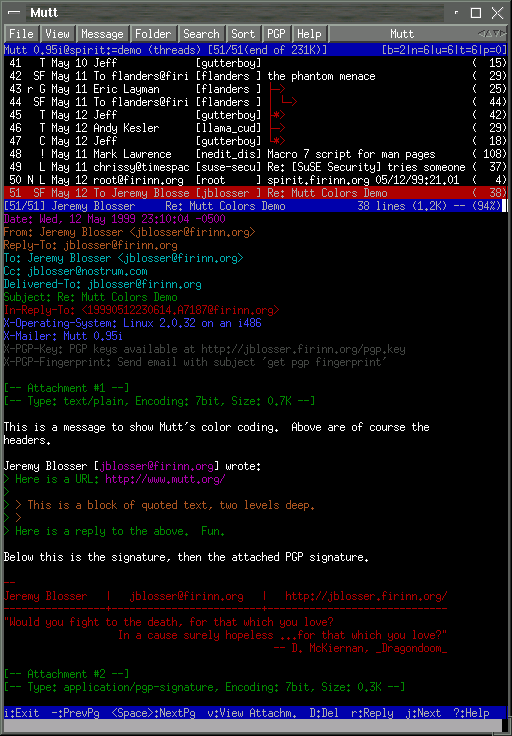 Mutt
File View Message Folder Search Sort PGP Help Mutt
Mutt 0.95i@spirit:=demo (threads) [51/51(end of 231K)] [b=2|n=6|u=6|t=6|p=0]
41 T May 10 Jeff [gutterboy] ( 15)
42 SF May 11 To flanders@firi [flanders ] the phantom menace ( 29)
43 r G May 11 Eric Layman [flanders ] ├─> ( 25)
44 SF May 11 To flanders@firi [flanders ] │ └─> ( 44)
45 T May 12 Jeff [gutterboy] ├*> ( 42)
46 T May 12 Andy Kesler [llama_cud] ├─> ( 29)
47 C May 12 Jeff [gutterboy] └*> ( 18)
48 ! May 11 Mark Lawrence [nedit_dis] Macro 7 script for man pages ( 108)
49 L May 11 chrissy@timespac [suse-secu] Re: [SuSE Security] tries someone ( 37)
50 N L May 12 root@firinn.org [root ] spirit.firinn.org 05/12/99:21.01 ( 4)
51 SF May 12 To Jeremy Blosse [jblosser ] Re: Mutt Colors Demo ( 38)
[51/51] Jeremy Blosser Re: Mutt Colors Demo 38 lines (1.2K) -- (94%)
Date: Wed, 12 May 1999 23:10:04 -0500
From: Jeremy Blosser <jblosser@firinn.org>
Reply-To: jblosser@firinn.org
To: Jeremy Blosser <jblosser@firinn.org>
Cc: jblosser@nostrum.com
Delivered-To: jblosser@firinn.org
Subject: Re: Mutt Colors Demo
In-Reply-To: <19990512230614.A7187@firinn.org>
X-Operating-System: Linux 2.0.32 on an i486
X-Mailer: Mutt 0.95i
X-PGP-Key: PGP keys available at http://jblosser.firinn.org/pgp.key
X-PGP-Fingerprint: Send email with subject 'get pgp fingerprint'
[-- Attachment #1 --]
[-- Type: text/plain, Encoding: 7bit, Size: 0.7K --]
This is a message to show Mutt's color coding. Above are of course the
headers.
Jeremy Blosser [jblosser@firinn.org] wrote:
> Here is a URL: http://www.mutt.org/
>
> > This is a block of quoted text, two levels deep.
> >
> Here is a reply to the above. Fun.
Below this is the signature, then the attached PGP signature.
--
Jeremy Blosser | jblosser@firinn.org | http://jblosser.firinn.org/
-----------------+-------------------------+------------------------------
"Would you fight to the death, for that which you love?
In a cause surely hopeless ...for that which you love?"
-- D. McKiernan, _Dragondoom_
[-- Attachment #2 --]
[-- Type: application/pgp-signature, Encoding: 7bit, Size: 0.3K --]
i:Exit -:PrevPg <Space>:NextPg v:View Attachm. D:Del r:Reply j:Next ?:Help